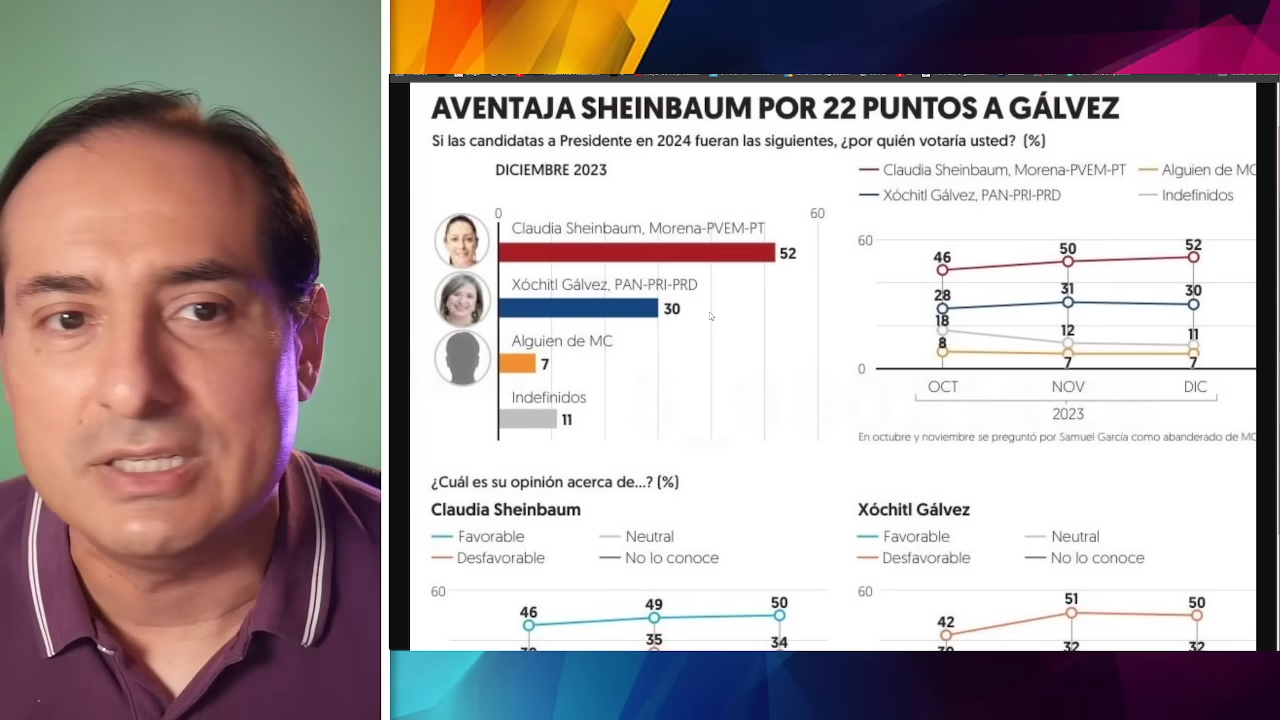 AVENTAJA SHEINBAUM POR 22 PUNTOS A GÁLVEZ
Si las candidatas a Presidente en 2024 fueran las siguientes, ¿por quién votaría usted? (%)
DICIEMBRE 2023
0
60
Claudia Sheinbaum, Morena-PVEM-PT
52
Xóchitl Gálvez, PAN-PRI-PRD
30
Alguien de MC
7
Indefinidos
11
Claudia Sheinbaum, Morena-PVEM-PT
Alguien de MC
Xóchitl Gálvez, PAN-PRI-PRD
Indefinidos
60
46
50
52
28
31
30
18
12
11
8
7
7
0
OCT
NOV
DIC
2023
En octubre y noviembre se preguntó por Samuel García como abanderado de MC
¿Cuál es su opinión acerca de...? (%)
Claudia Sheinbaum
Favorable
Neutral
Desfavorable
No lo conoce
60
46
49
50
35
34
Xóchitl Gálvez
Favorable
Neutral
Desfavorable
No lo conoce
60
42
51
50
32
32